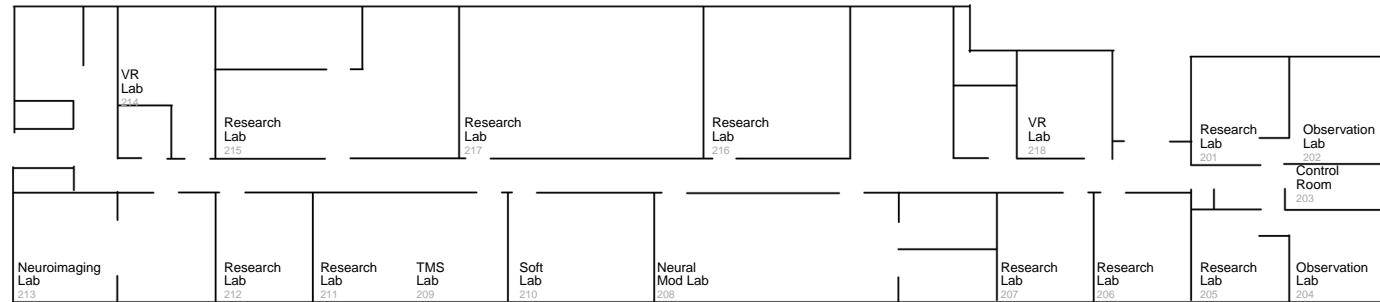 VR
Lab
214
Research
Lab
215
Research
Lab
217
Research
Lab
216
VR
Lab
218
Research
Lab
201
Observation
Lab
202
Control
Room
203
Neuroimaging
Lab
213
Research
Lab
212
Research
Lab
211
TMS
Lab
209
Soft
Lab
210
Neural
Mod Lab
208
Research
Lab
207
Research
Lab
206
Research
Lab
205
Observation
Lab
204